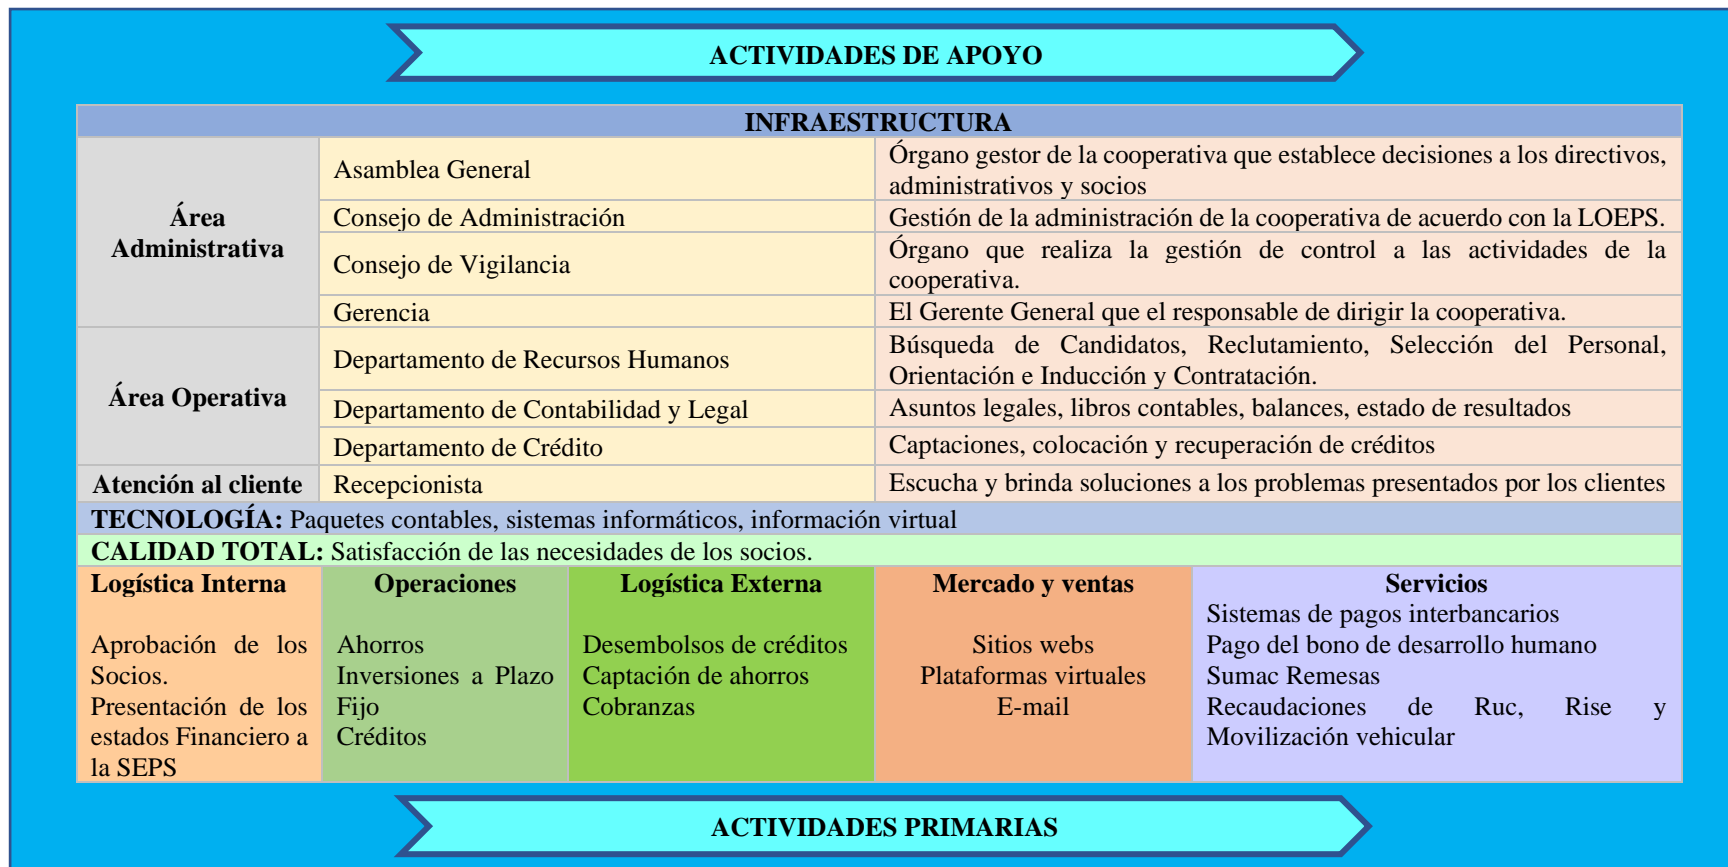 ACTIVIDADES DE APOYO
INFRAESTRUCTURA
Área
Administrativa
Asamblea General
Órgano gestor de la cooperativa que establece decisiones a los directivos,
administrativos y socios
Consejo de Administración
Gestión de la administración de la cooperativa de acuerdo con la LOEPS.
Consejo de Vigilancia
Órgano que realiza la gestión de control a las actividades de la
cooperativa.
Gerencia
El Gerente General que el responsable de dirigir la cooperativa.
Área Operativa
Departamento de Recursos Humanos
Búsqueda de Candidatos, Reclutamiento, Selección del Personal,
Orientación e Inducción y Contratación.
Departamento de Contabilidad y Legal
Asuntos legales, libros contables, balances, estado de resultados
Departamento de Crédito
Captaciones, colocación y recuperación de créditos
Atención al cliente
Recepcionista
Escucha y brinda soluciones a los problemas presentados por los clientes
TECNOLOGÍA: Paquetes contables, sistemas informáticos, información virtual
CALIDAD TOTAL: Satisfacción de las necesidades de los socios.
Logística Interna
Aprobación de los
Socios.
Presentación de los
estados Financiero a
la SEPS
Operaciones
Ahorros
Inversiones a Plazo
Fijo
Créditos
Logística Externa
Desembolsos de créditos
Captación de ahorros
Cobranzas
Mercado y ventas
Sitios webs
Plataformas virtuales
E-mail
Servicios
Sistemas de pagos interbancarios
Pago del bono de desarrollo humano
Sumac Remesas
Recaudaciones de Ruc, Rise y
Movilización vehicular
ACTIVIDADES PRIMARIAS